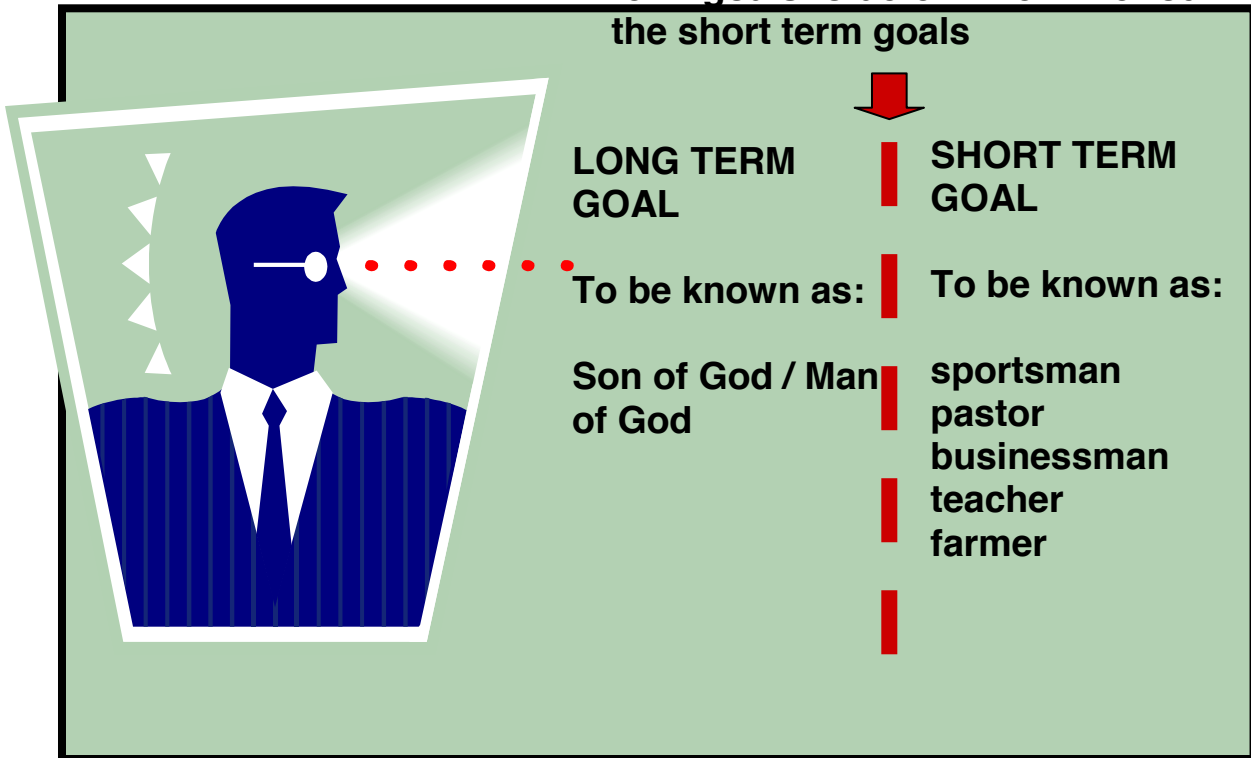 the short term goals
LONG TERM
GOAL
To be known as:
Son of God / Man
of God
SHORT TERM
GOAL
To be known as:
sportsman
pastor
businessman
teacher
farmer